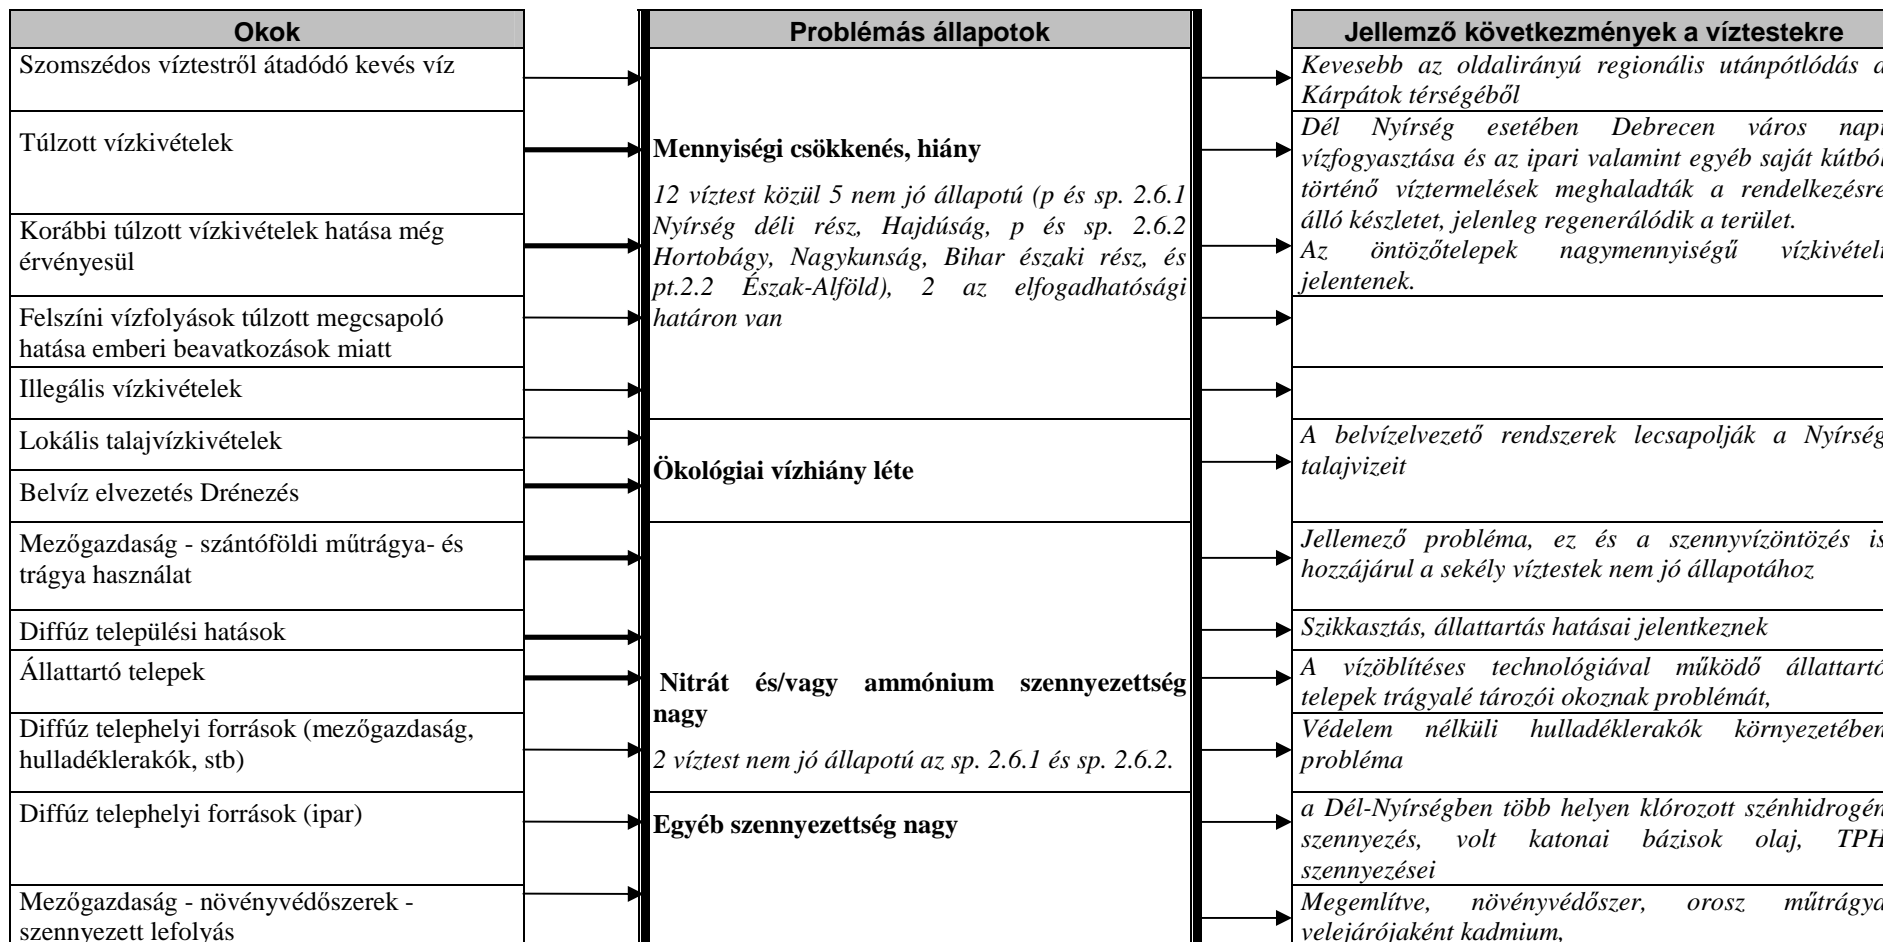 Okok
Szomszédos víztestről átadódó kevés víz
Túlzott vízkivételek
Korábbi túlzott vízkivételek hatása még
érvényesül
Felszíni vízfolyások túlzott megcsapoló
hatása emberi beavatkozások miatt
Illegális vízkivételek
Lokális talajvízkivételek
Belvíz elvezetés Drénezés
Mezőgazdaság - szántóföldi műtrágya- és
trágya használat
Diffúz települési hatások
Állattartó telepek
Diffúz telephelyi források (mezőgazdaság,
hulladéklerakók, stb)
Diffúz telephelyi források (ipar)
Mezőgazdaság - növényvédőszerek -
szennyezett lefolyás
Problémás állapotok
Mennyiségi csökkenés, hiány
12 víztest közül 5 nem jó állapotú (p és sp. 2.6.1
Nyírség déli rész, Hajdúság, p és sp. 2.6.2
Hortobágy, Nagykunság, Bihar északi rész, és
pt.2.2 Észak-Alföld), 2 az elfogadhatósági
határon van
Ökológiai vízhiány léte
Nitrát és/vagy ammónium szennyezettség
nagy
2 víztest nem jó állapotú az sp. 2.6.1 és sp. 2.6.2.
Egyéb szennyezettség nagy
Jellemző következmények a víztestekre
Kevesebb az oldalirányú regionális utánpótlódás a
Kárpátok térségéből
Dél Nyírség esetében Debrecen város napi
vízfogyasztása és az ipari valamint egyéb saját kútból
történő víztermelések meghaladták a rendelkezésre
álló készletet, jelenleg regenerálódik a terület.
Az öntözőtelepek nagymennyiségű vízkivételt
jelentenek.
A belvízelvezető rendszerek lecsapolják a Nyírség
talajvizeit
Jellemező probléma, ez és a szennyvízöntözés is
hozzájárul a sekély víztestek nem jó állapotához
Szikkasztás, állattartás hatásai jelentkeznek
A vízöblítéses technológiával működő állattartó
telepek trágyalé tározói okoznak problémát,
Védelem nélküli hulladéklerakók környezetében
probléma
a Dél-Nyírségben több helyen klórozott szénhidrogén
szennyezés, volt katonai bázisok olaj, TPH
szennyezései
Megemlítve, növényvédőszer, orosz műtrágya
velejárójaként kadmium,